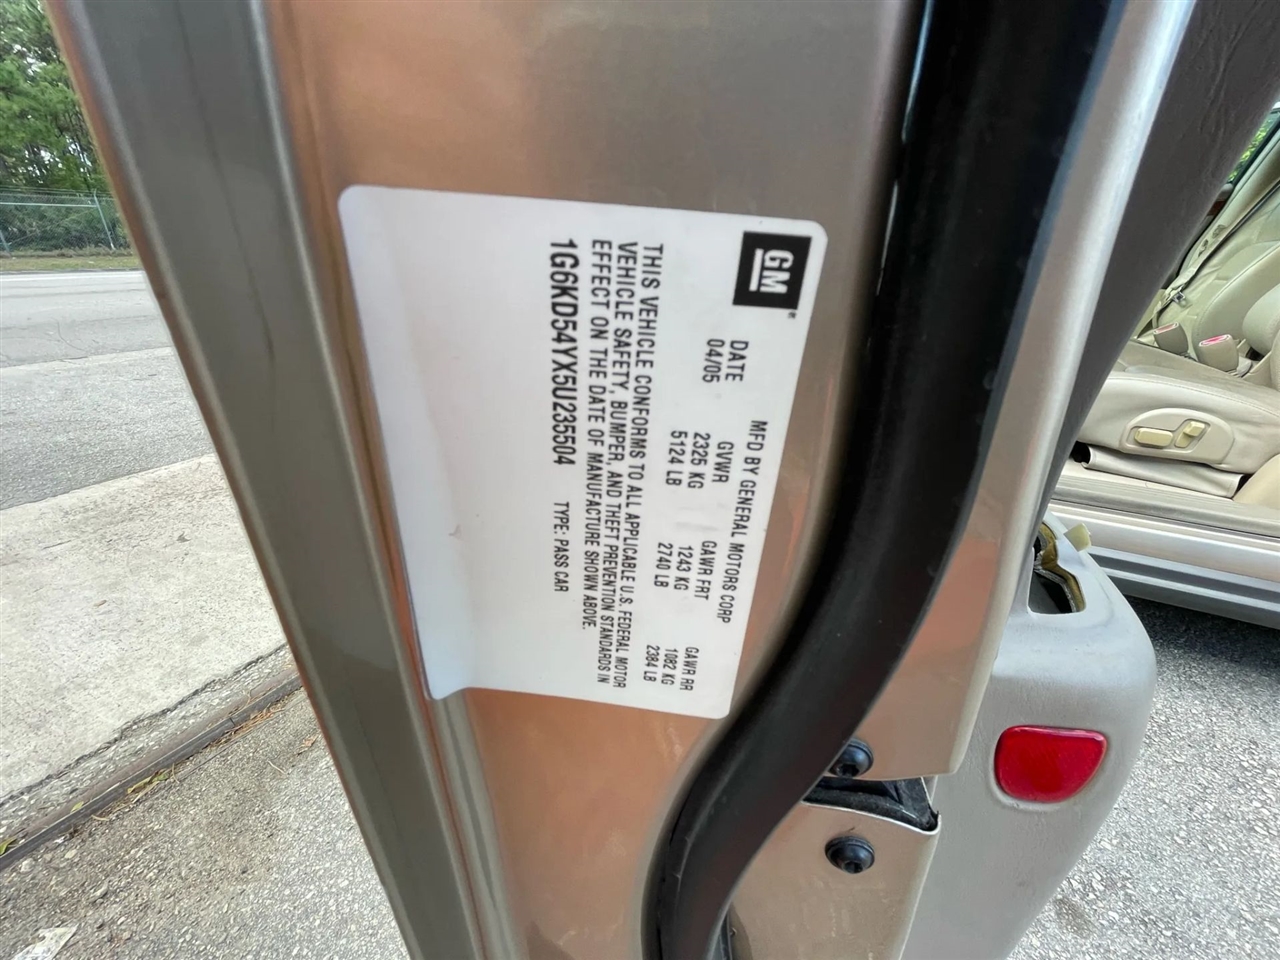 GM
MFD BY GENERAL MOTORS CORP
DATE GVWR GAWR FRT GAWR RR
04/05 2325 KG 1243 KG 1082 KG
5124 LB 2740 LB 2384 LB
THIS VEHICLE CONFORMS TO ALL APPLICABLE U.S. FEDERAL MOTOR
VEHICLE SAFETY, BUMPER, AND THEFT PREVENTION STANDARDS IN
EFFECT ON THE DATE OF MANUFACTURE SHOWN ABOVE.
1G6KD54YX5U235504 TYPE: PASS CAR